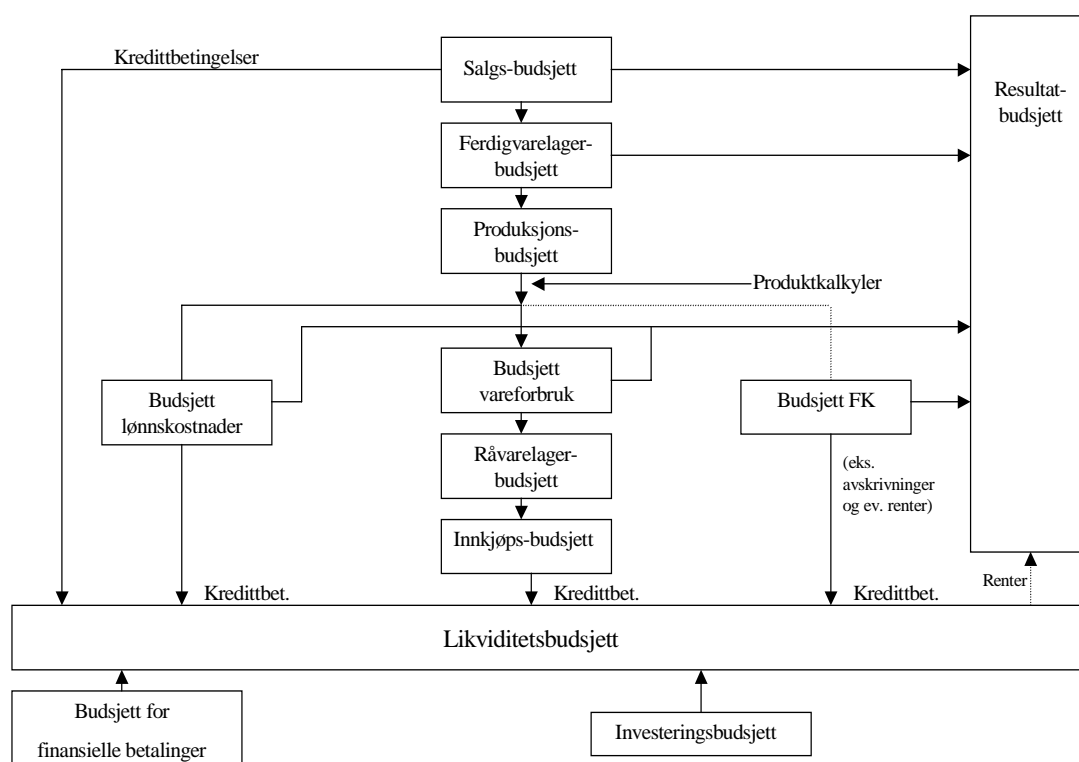 Kredittbetingelser
Salgs-budsjett
Resultat-
budsjett
Ferdigvarelager-
budsjett
Produksjons-
budsjett
Produktkalkyler
Budsjett
lønnskostnader
Budsjett
vareforbruk
Budsjett FK
Råvarelager-
budsjett
(eks.
avskrivninger
og ev. renter)
Innkjøps-budsjett
Renter
Kredittbet.
Kredittbet.
Kredittbet.
Likviditetsbudsjett
Budsjett for
finansielle betalinger
Investeringsbudsjett